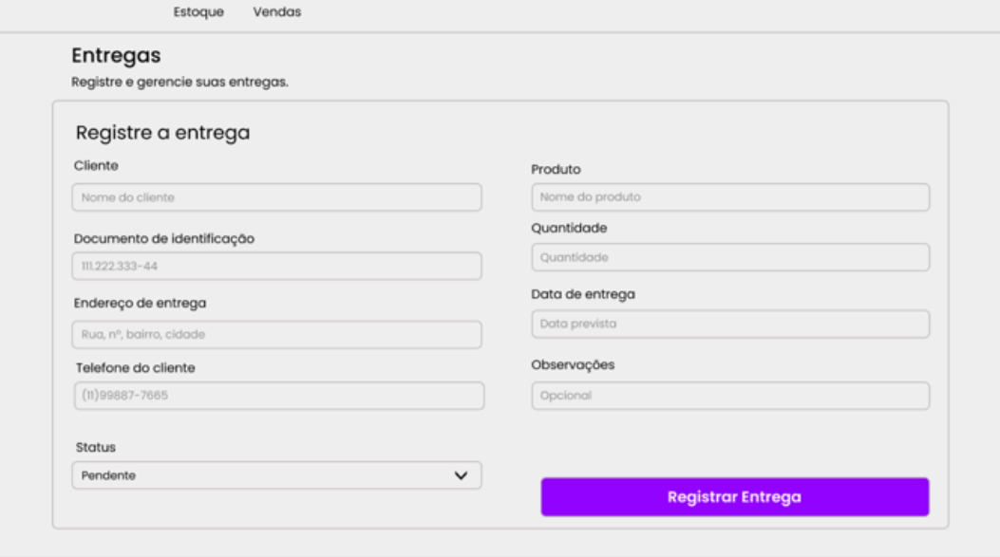 Estoque Vendas
Entregas
Registre e gerencie suas entregas.
Registre a entrega
Cliente
Nome do cliente
Documento de identificação
111.222.333-44
Endereço de entrega
Rua, nº, bairro, cidade
Telefone do cliente
(11)99887-7665
Status
Pendente
Produto
Nome do produto
Quantidade
Quantidade
Data de entrega
Data prevista
Observações
Opcional
Registrar Entrega